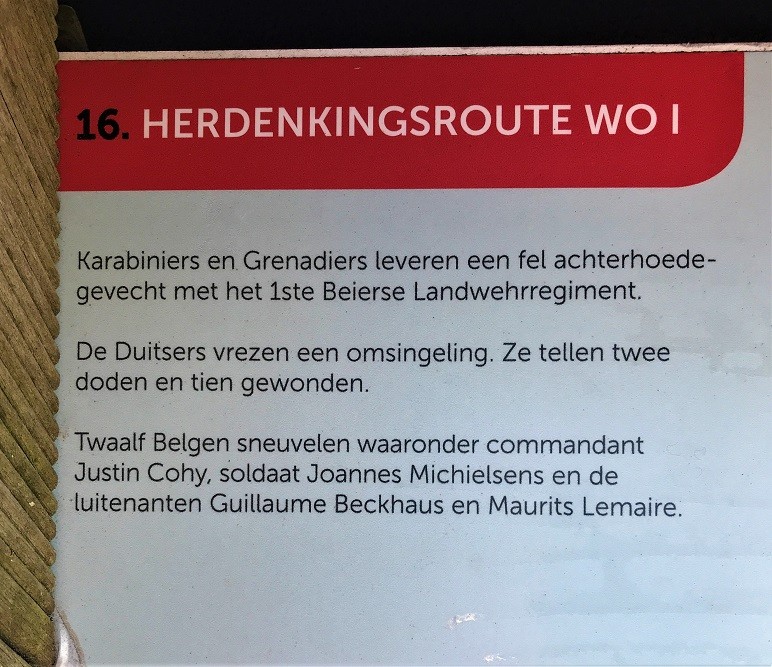 16. HERDENKINGSROUTE WO I
Karabiniers en Grenadiers leveren een fel achterhoede-
gevecht met het 1ste Beierse Landwehrregiment.
De Duitsers vrezen een omsingeling. Ze tellen twee
doden en tien gewonden.
Twaalf Belgen sneuvelen waaronder commandant
Justin Cohy, soldaat Joannes Michielsens en de
luitenanten Guillaume Beckhaus en Maurits Lemaire.